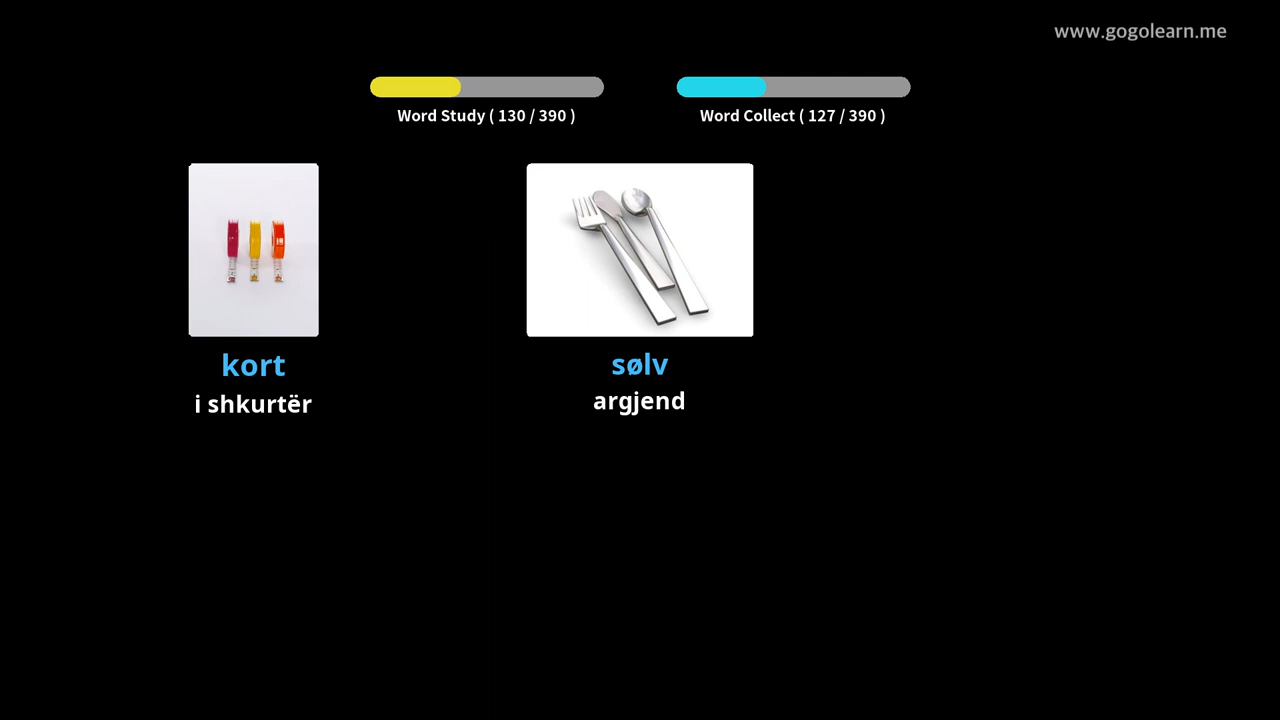 www.gogolearn.me
Word Study ( 130 / 390 )
Word Collect ( 127 / 390 )
kort
i shkurtër
sølv
argjend